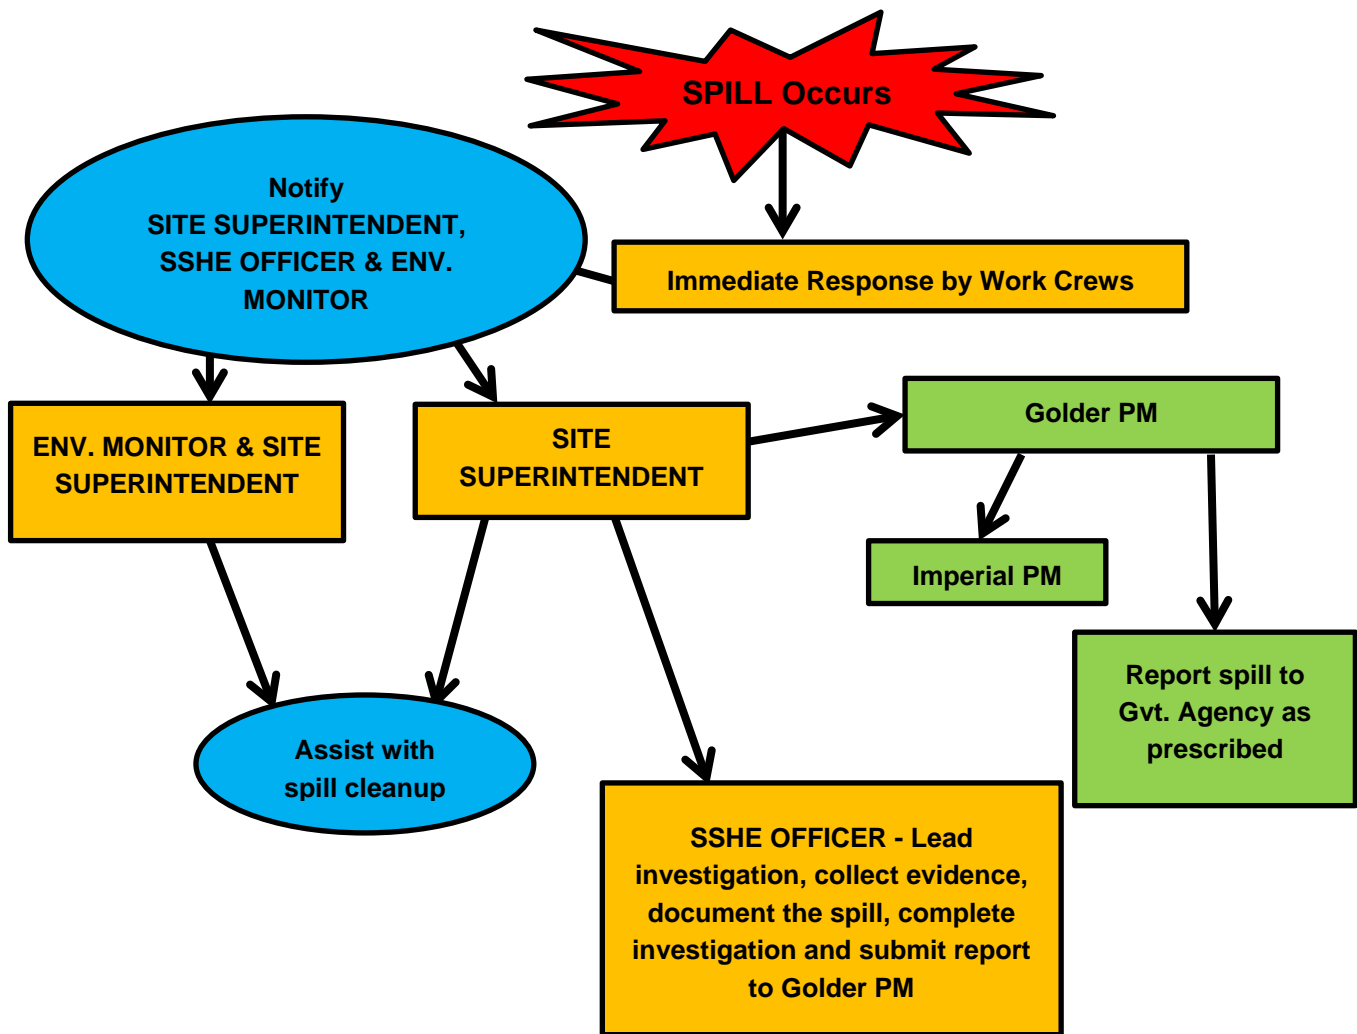 SPILL Occurs
Notify
SITE SUPERINTENDENT,
SSHE OFFICER & ENV.
MONITOR
Immediate Response by Work Crews
ENV. MONITOR & SITE
SUPERINTENDENT
SITE
SUPERINTENDENT
Golder PM
Imperial PM
Report spill to
Gvt. Agency as
prescribed
Assist with
spill cleanup
SSHE OFFICER - Lead
investigation, collect evidence,
document the spill, complete
investigation and submit report
to Golder PM